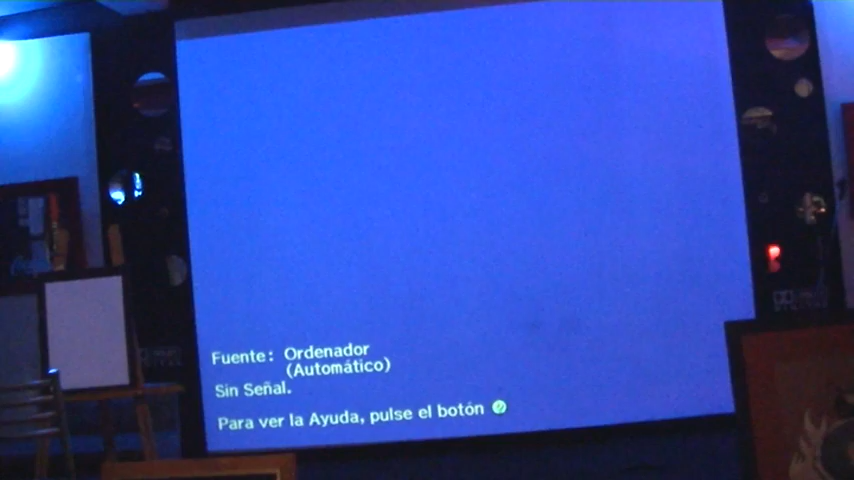 Fuente: Ordenador
(Automático)
Sin Señal.
Para ver la Ayuda, pulse el botón ?